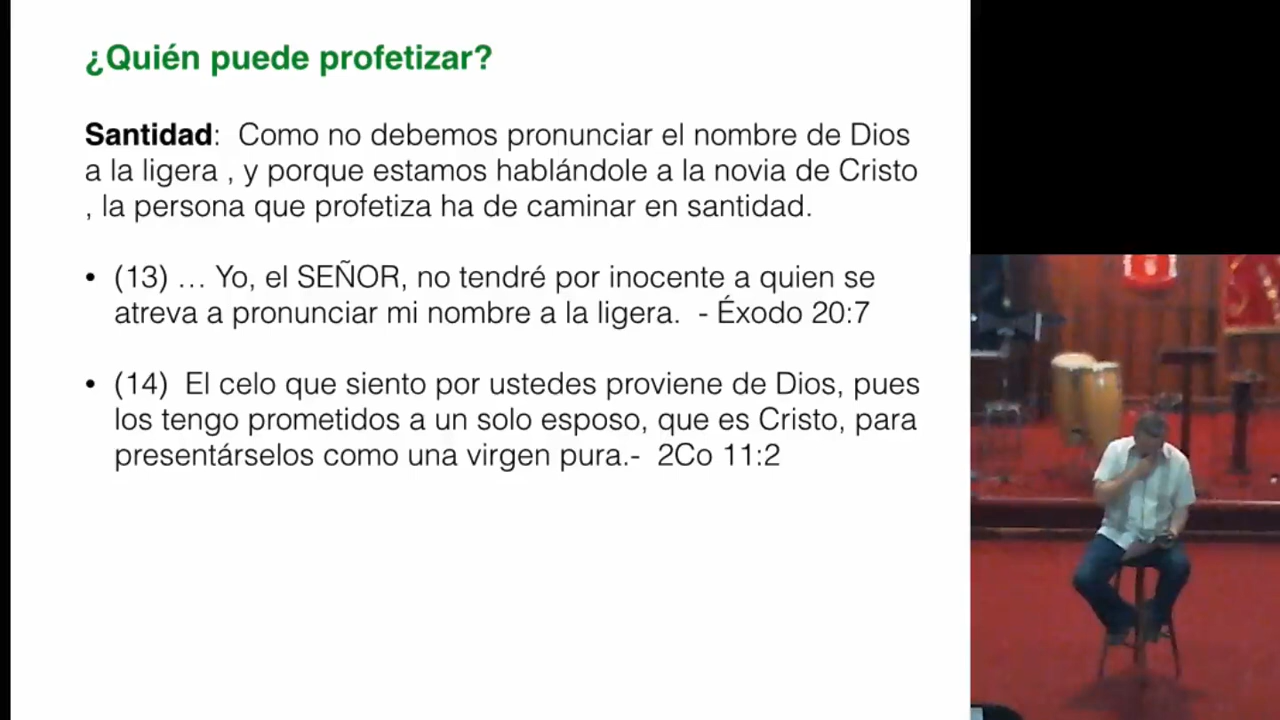 ¿Quién puede profetizar?
Santidad:  Como no debemos pronunciar el nombre de Dios
a la ligera , y porque estamos hablándole a la novia de Cristo
, la persona que profetiza ha de caminar en santidad.
• (13) … Yo, el SEÑOR, no tendré por inocente a quien se
atreva a pronunciar mi nombre a la ligera.  - Éxodo 20:7
• (14)  El celo que siento por ustedes proviene de Dios, pues
los tengo prometidos a un solo esposo, que es Cristo, para
presentárselos como una virgen pura.-  2Co 11:2